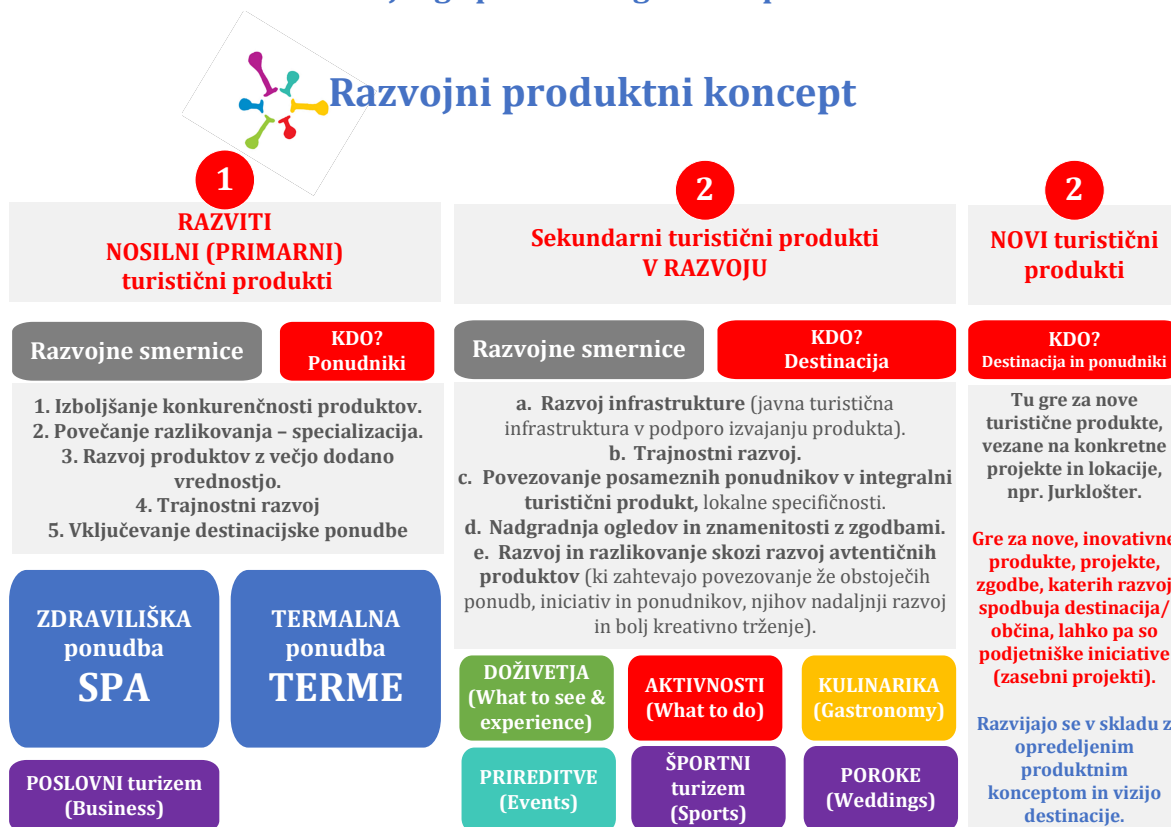 Razvojni produktni koncept
1
RAZVITI
NOSILNI (PRIMARNI)
turistični produkti
Razvojne smernice
KDO?
Ponudniki
1. Izboljšanje konkurenčnosti produktov.
2. Povečanje razlikovanja – specializacija.
3. Razvoj produktov z večjo dodano
vrednostjo.
4. Trajnostni razvoj
5. Vključevanje destinacijske ponudbe
ZDRAVILIŠKA
ponudba
SPA
TERMALNA
ponudba
TERME
POSLOVNI turizem
(Business)
2
Sekundarni turistični produkti
V RAZVOJU
Razvojne smernice
KDO?
Destinacija
a. Razvoj infrastrukture (javna turistična
infrastruktura v podporo izvajanju produkta).
b. Trajnostni razvoj.
c. Povezovanje posameznih ponudnikov v integralni
turistični produkt, lokalne specifičnosti.
d. Nadgradnja ogledov in znamenitosti z zgodbami.
e. Razvoj in razlikovanje skozi razvoj avtentičnih
produktov (ki zahtevajo povezovanje že obstoječih
ponudb, iniciativ in ponudnikov, njihov nadaljnji razvoj
in bolj kreativno trženje).
DOŽIVETJA
(What to see &
experience)
AKTIVNOSTI
(What to do)
KULINARIKA
(Gastronomy)
PRIREDITVE
(Events)
ŠPORTNI
turizem
(Sports)
POROKE
(Weddings)
2
NOVI turistični
produkti
KDO?
Destinacija in ponudniki
Tu gre za nove
turistične produkte,
vezane na konkretne
projekte in lokacije,
npr. Jurklošter.
Gre za nove, inovativne
produkte, projekte,
zgodbe, katerih razvoj
spodbuja destinacija/
občina, lahko pa so
podjetniške iniciative
(zasebni projekti).
Razvijajo se v skladu z
opredeljenim
produktnim
konceptom in vizijo
destinacije.